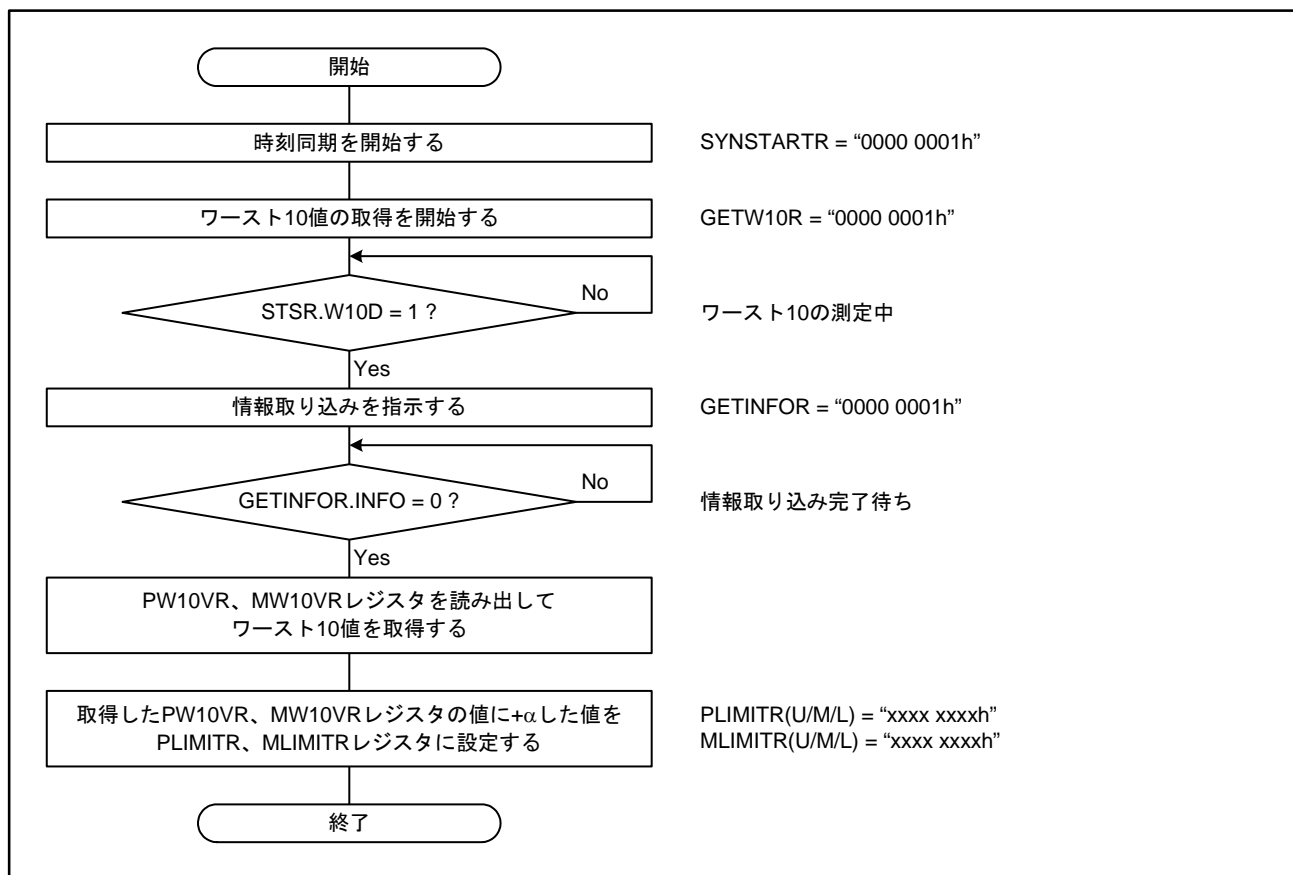 開始
時刻同期を開始する
SYNSTARTR = “0000 0001h”
ワースト10値の取得を開始する
GETW10R = “0000 0001h”
STSR.W10D = 1 ?
No
ワースト10の測定中
Yes
情報取り込みを指示する
GETINFOR = “0000 0001h”
GETINFOR.INFO = 0 ?
No
情報取り込み完了待ち
Yes
PW10VR、MW10VRレジスタを読み出して
ワースト10値を取得する
取得したPW10VR、MW10VRレジスタの値に+αした値を
PLIMITR、MLIMITRレジスタに設定する
PLIMITR(U/M/L) = “xxxx xxxxh”
MLIMITR(U/M/L) = “xxxx xxxxh”
終了